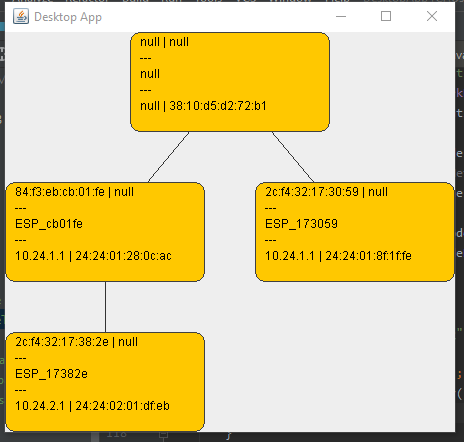 Desktop App
null | null
---
null
---
null | 38:10:d5:d2:72:b1
84:f3:eb:cb:01:fe | null
---
ESP_cb01fe
---
10.24.1.1 | 24:24:01:28:0c:ac
2c:f4:32:17:30:59 | null
---
ESP_173059
---
10.24.1.1 | 24:24:01:8f:1f:fe
2c:f4:32:17:38:2e | null
---
ESP_17382e
---
10.24.2.1 | 24:24:02:01:df:eb